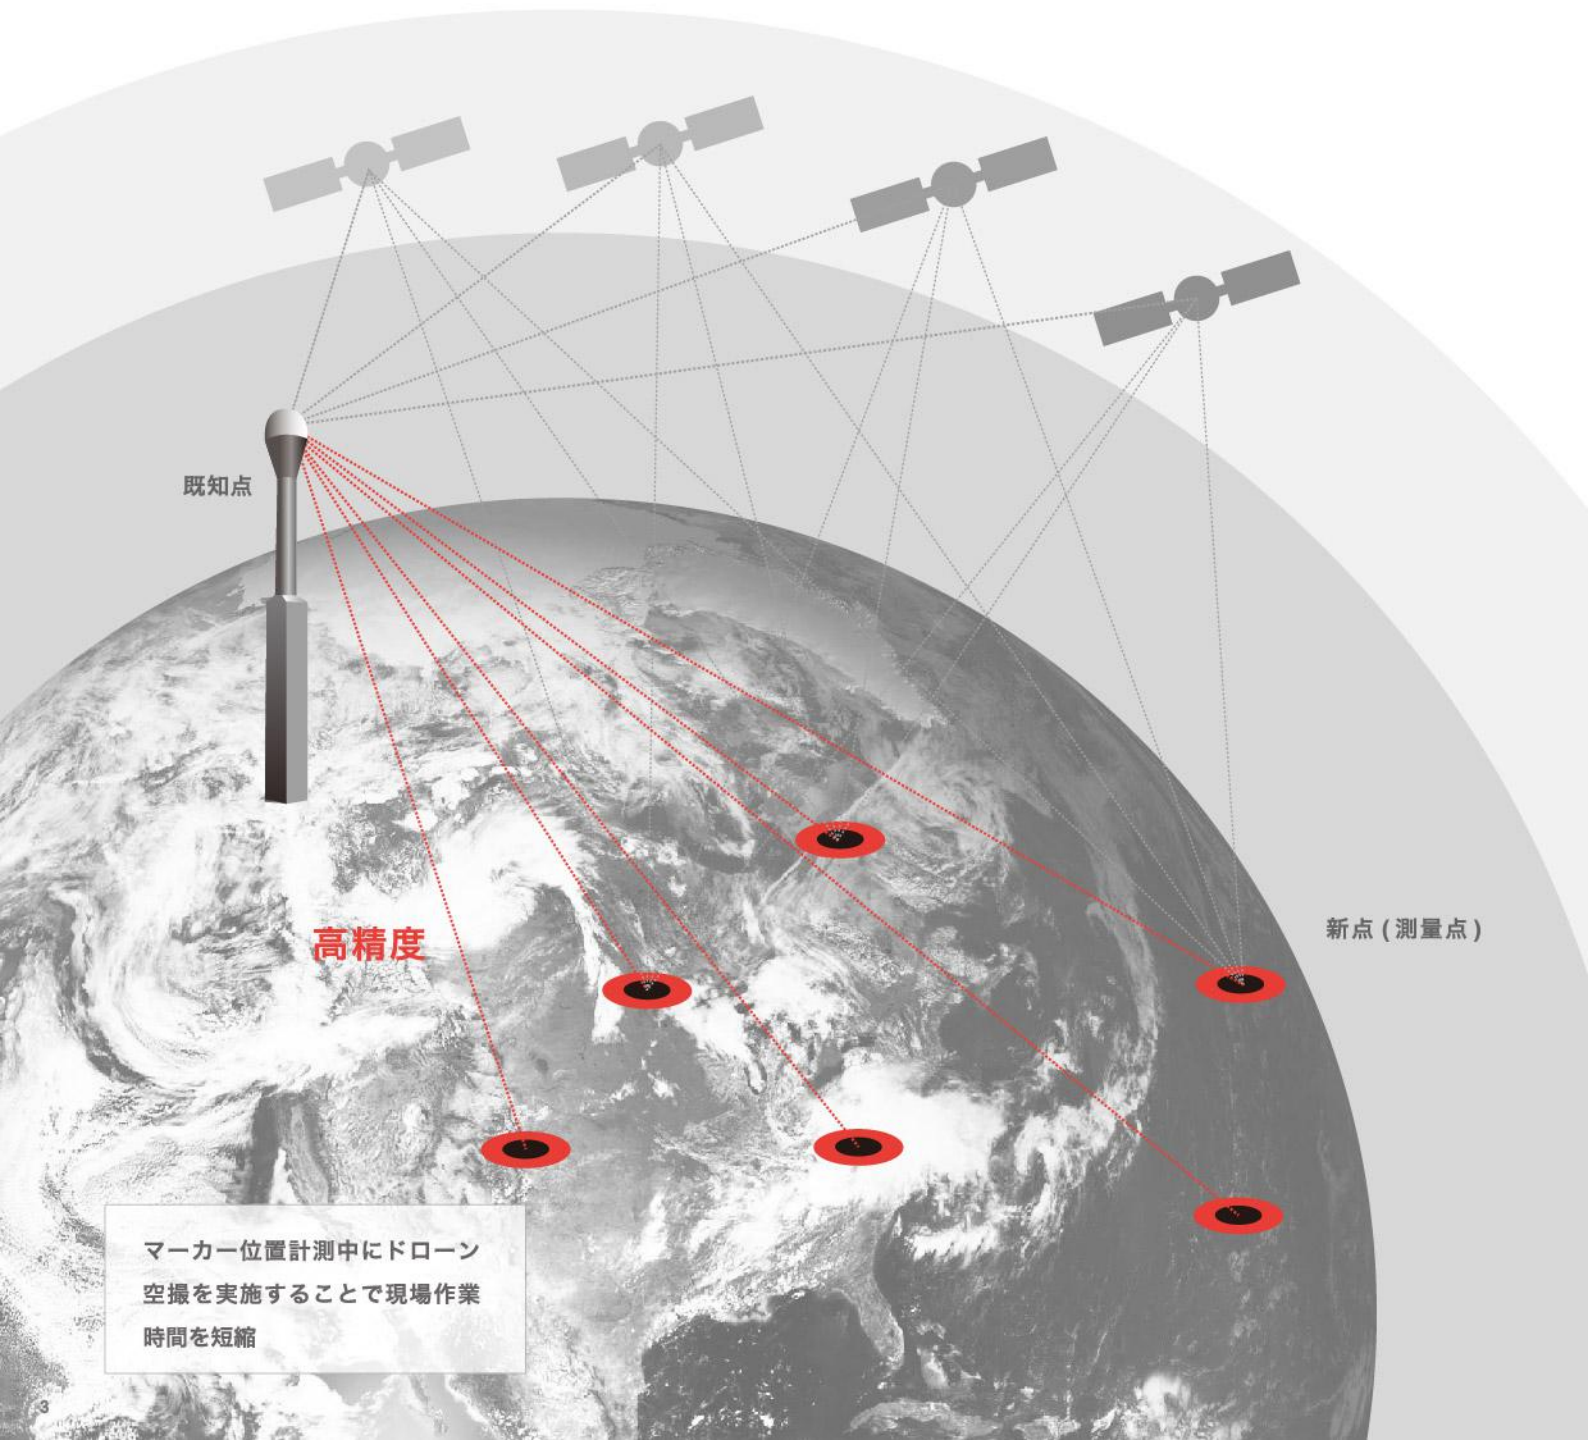 既知点
高精度
新点 (測量点)
マーカー位置計測中にドローン
空撮を実施することで現場作業
時間を短縮
3